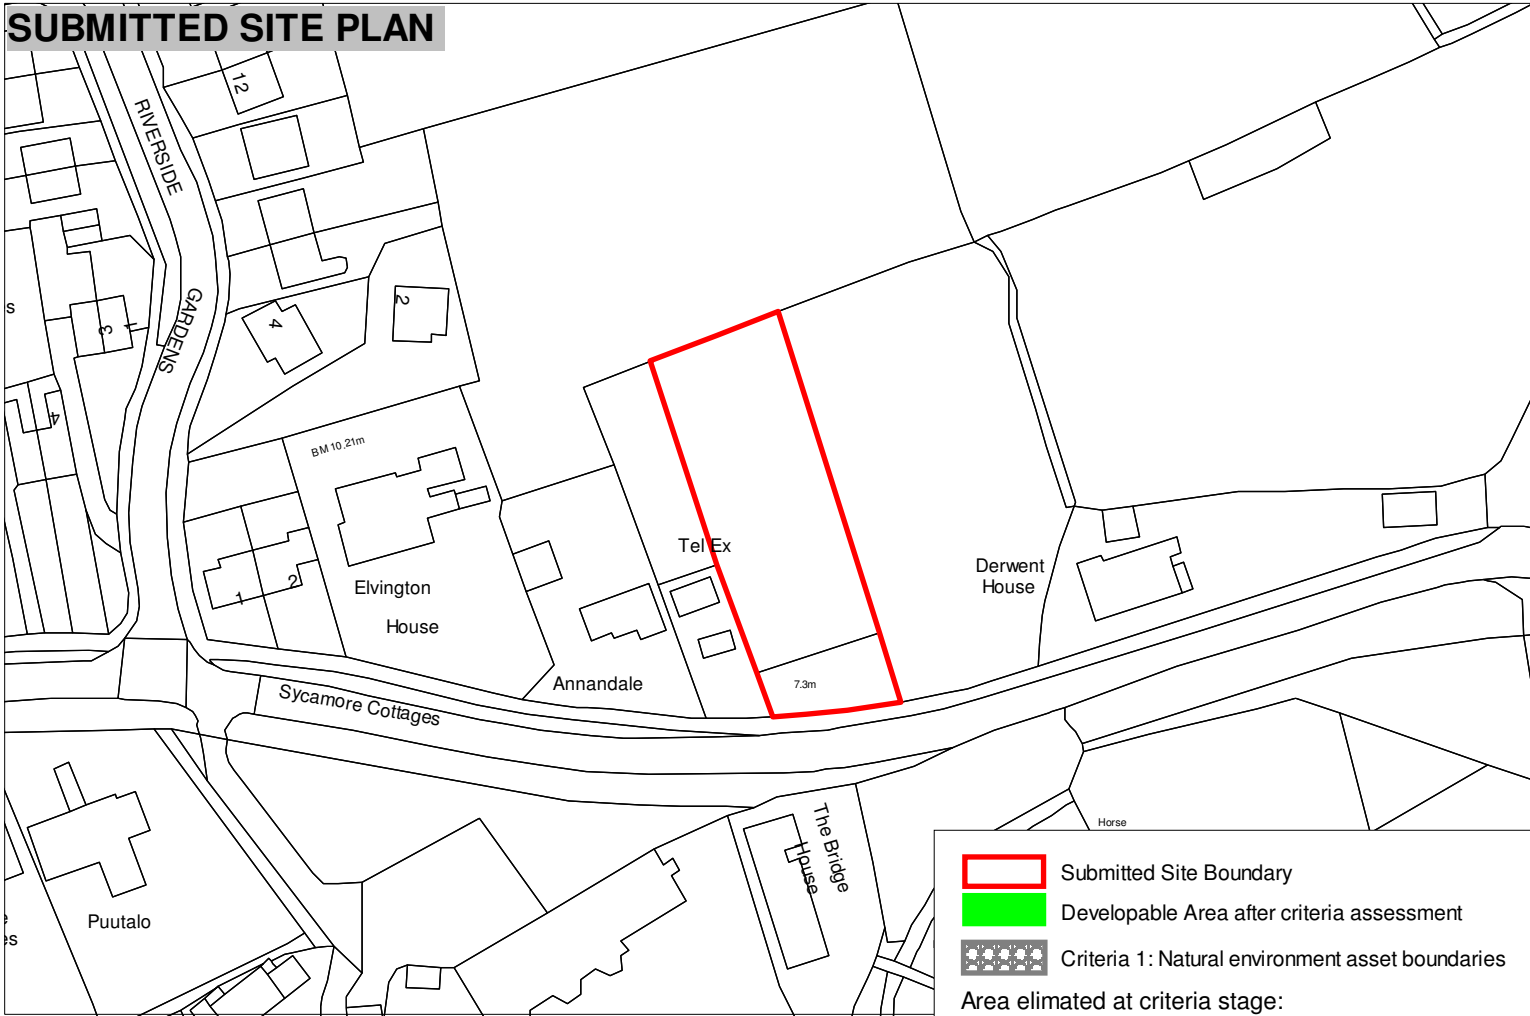 SUBMITTED SITE PLAN
12
RIVERSIDE
GARDENS
s
3
1
4
2
4
BM 10,21m
Tel Ex
Elvington
House
1
2
Derwent
House
Annandale
7.3m
Sycamore Cottages
The Bridge
House
Horse
Puutalo
es
Submitted Site Boundary
Developable Area after criteria assessment
Criteria 1: Natural environment asset boundaries
Area elimated at criteria stage: